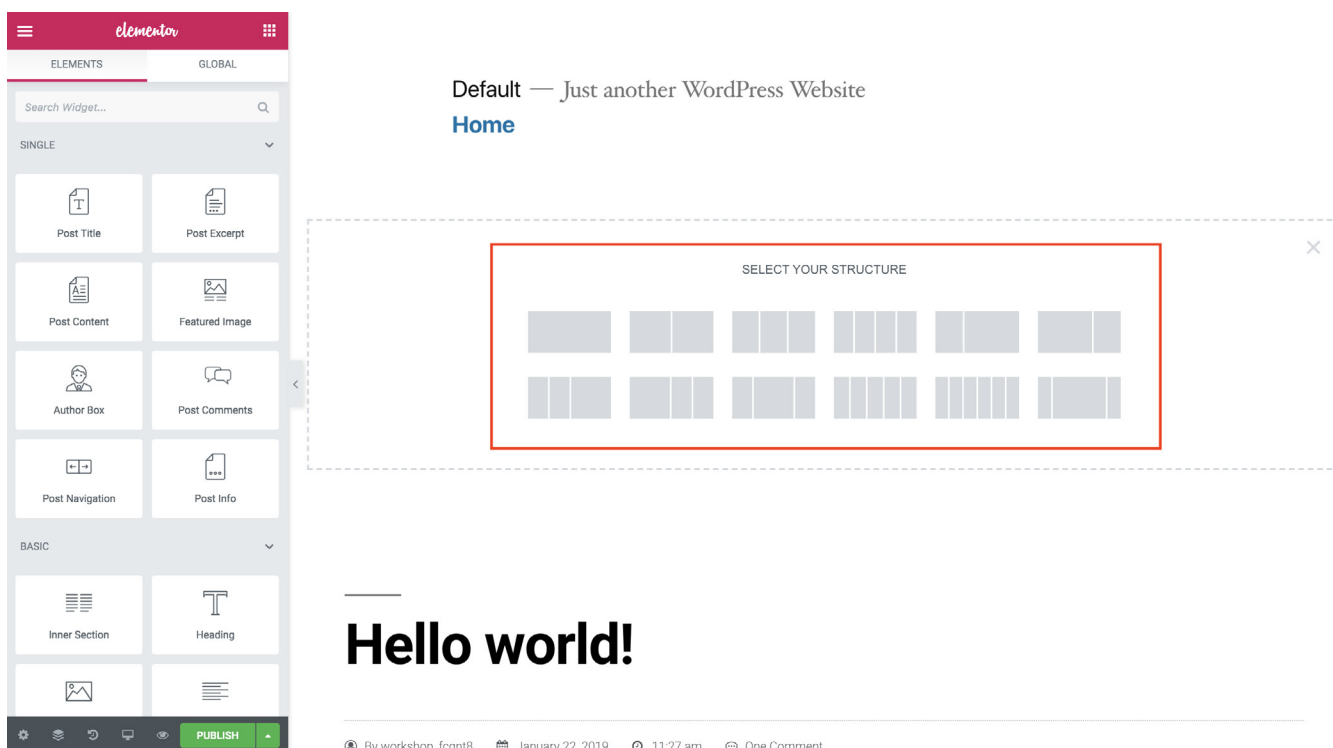 elementor
ELEMENTS GLOBAL
Search Widget...
SINGLE
Post Title Post Excerpt
Post Content Featured Image
Author Box Post Comments
Post Navigation Post Info
BASIC
Inner Section Heading
PUBLISH
Default — Just another WordPress Website
Home
SELECT YOUR STRUCTURE
Hello world!
By workshop_fcgnt8 January 22, 2019 11:27 am One Comment